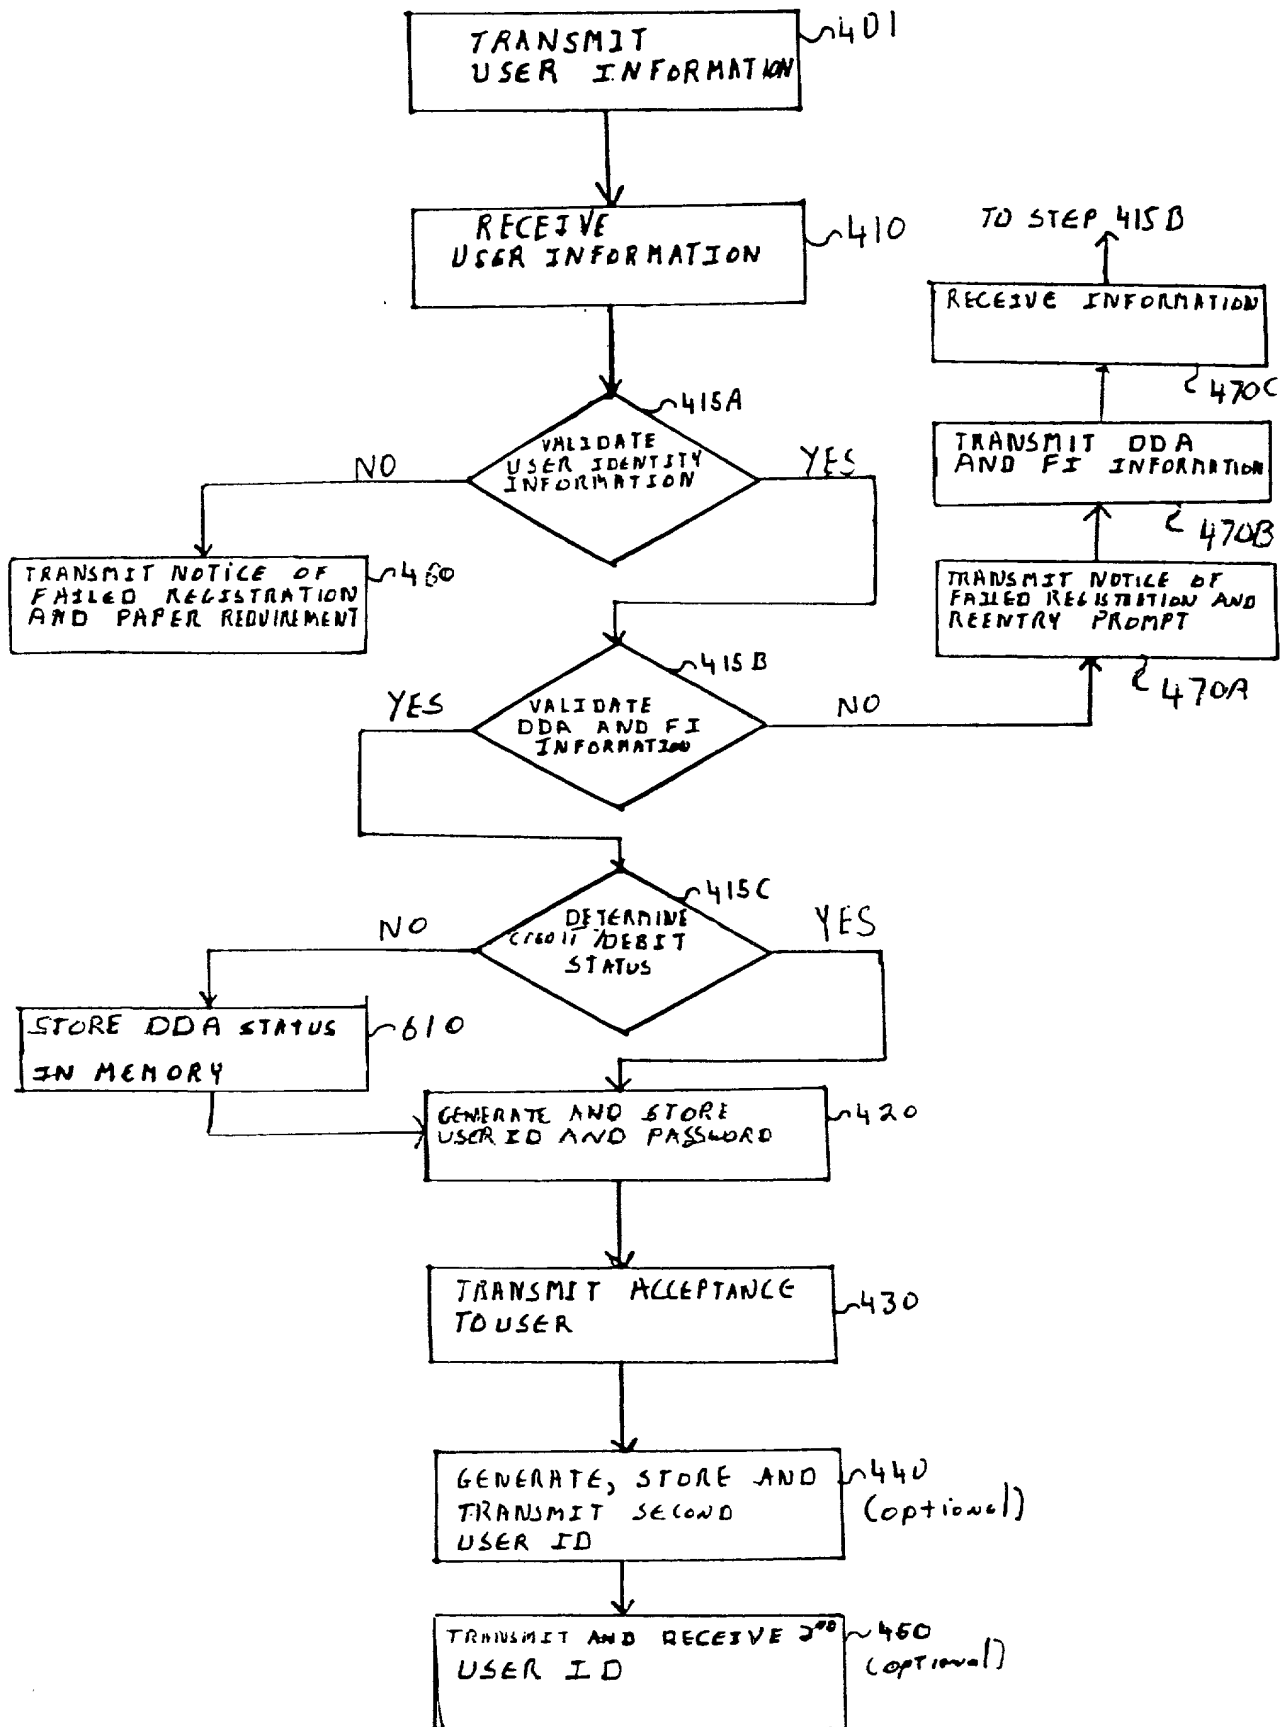 TRANSMIT
USER INFORMATION
401
RECEIVE
USER INFORMATION
410
TO STEP 415B
RECEIVE INFORMATION
470C
TRANSMIT DDA
AND FI INFORMATION
470B
TRANSMIT NOTICE OF
FAILED REGISTRATION AND
REENTRY PROMPT
470A
415A
VALIDATE
USER IDENTITY
INFORMATION
NO
YES
TRANSMIT NOTICE OF
FAILED REGISTRATION
AND PAPER REQUIREMENT
460
415B
VALIDATE
DDA AND FI
INFORMATION
YES
NO
415C
DETERMINE
CREDIT/DEBIT
STATUS
NO
YES
STORE DDA STATUS
IN MEMORY
610
GENERATE AND STORE
USER ID AND PASSWORD
420
TRANSMIT ACCEPTANCE
TO USER
430
GENERATE, STORE AND
TRANSMIT SECOND
USER ID
440
(optional)
TRANSMIT AND RECEIVE 2ND
USER ID
450
(optional)